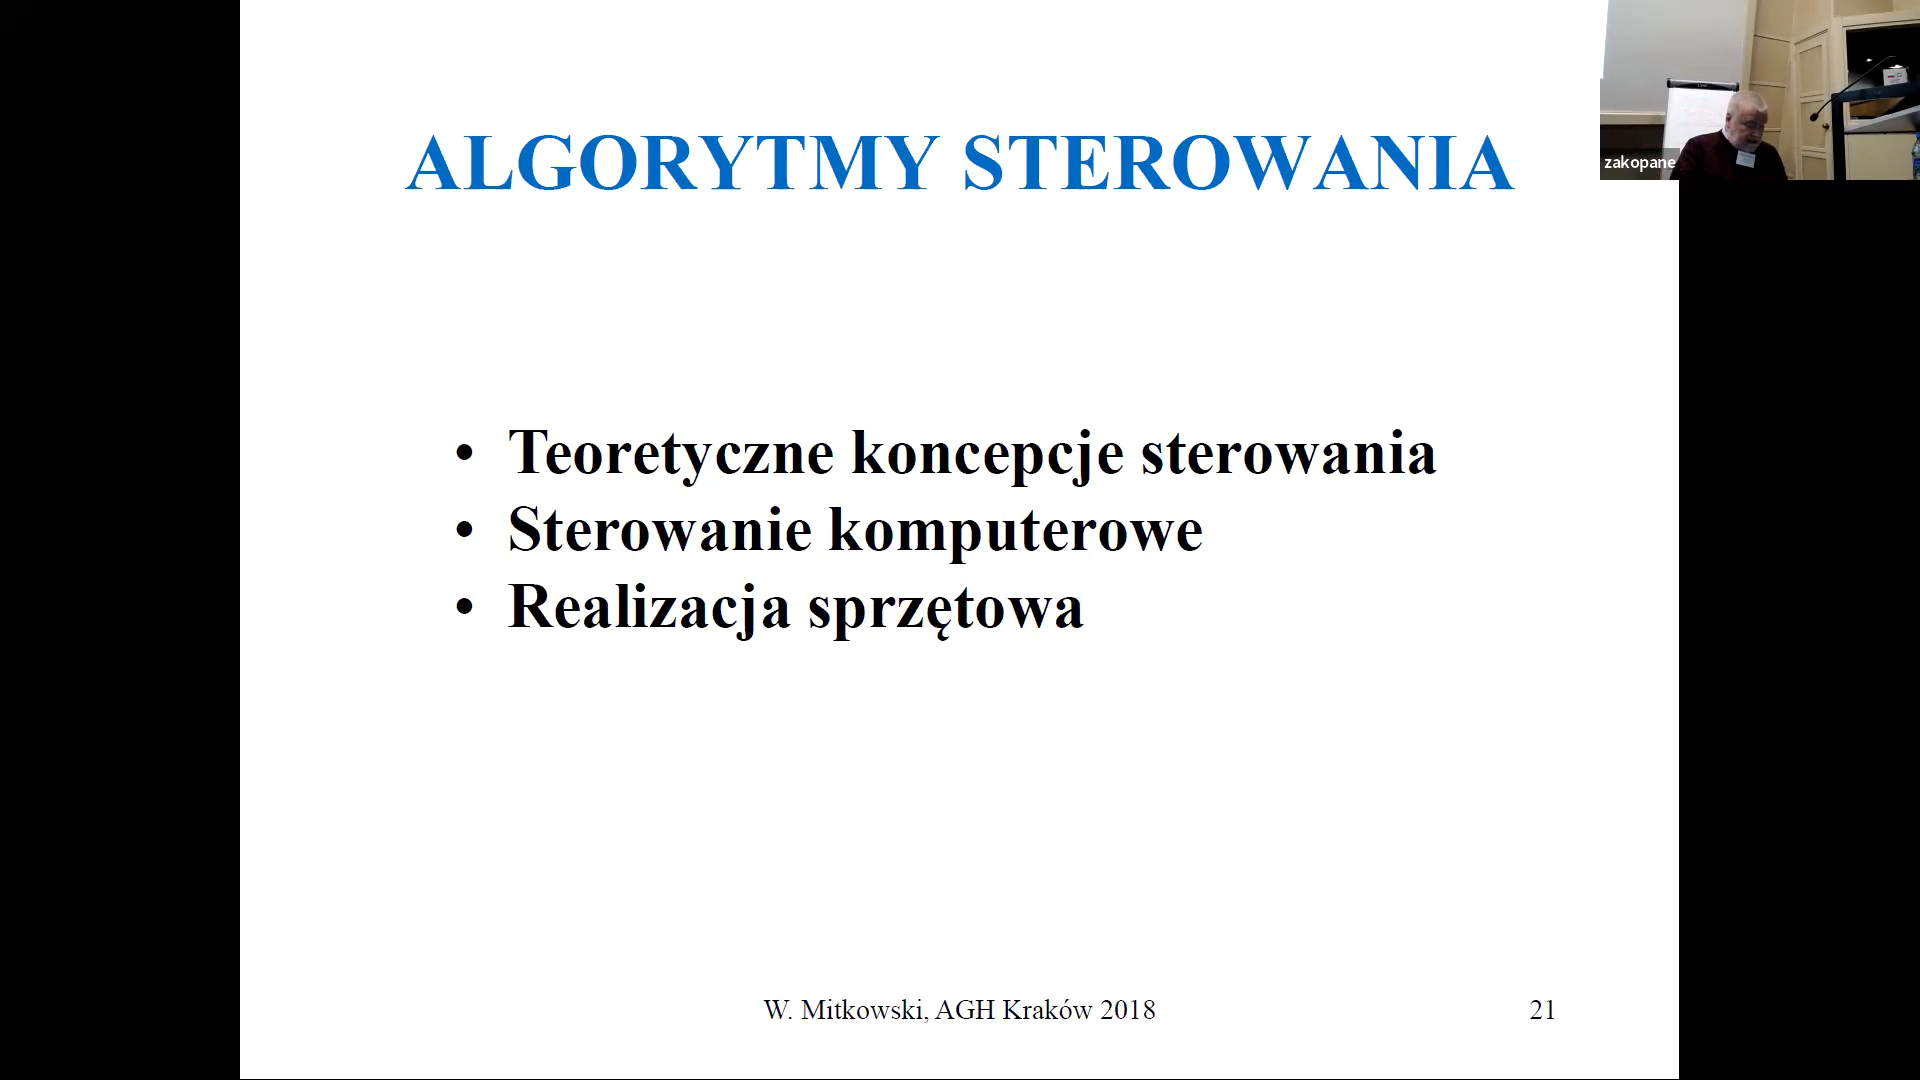 ALGORYTMY STEROWANIA
zakopane
• Teoretyczne koncepcje sterowania
• Sterowanie komputerowe
• Realizacja sprzętowa
W. Mitkowski, AGH Kraków 2018
21